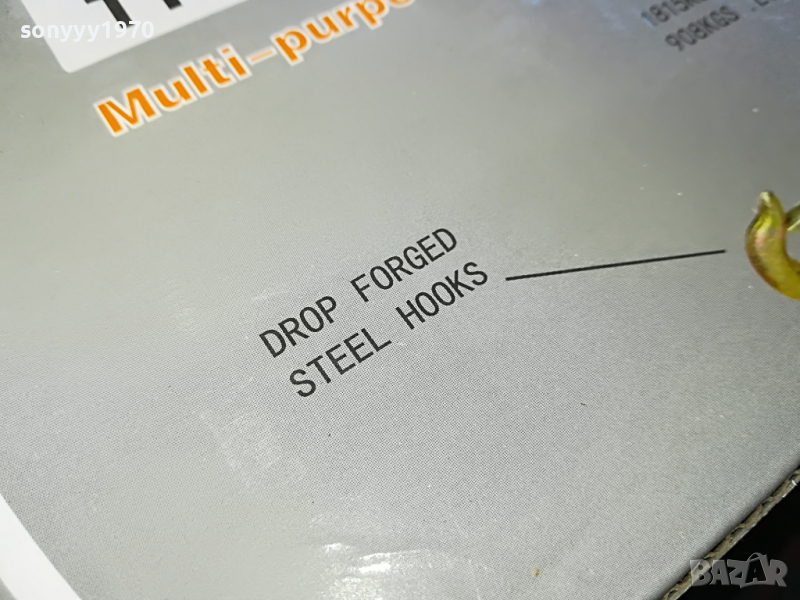 sonyyy1970
Multi-purpo
1815K
908KGS
DROP FORGED
STEEL HOOKS
BAZAR